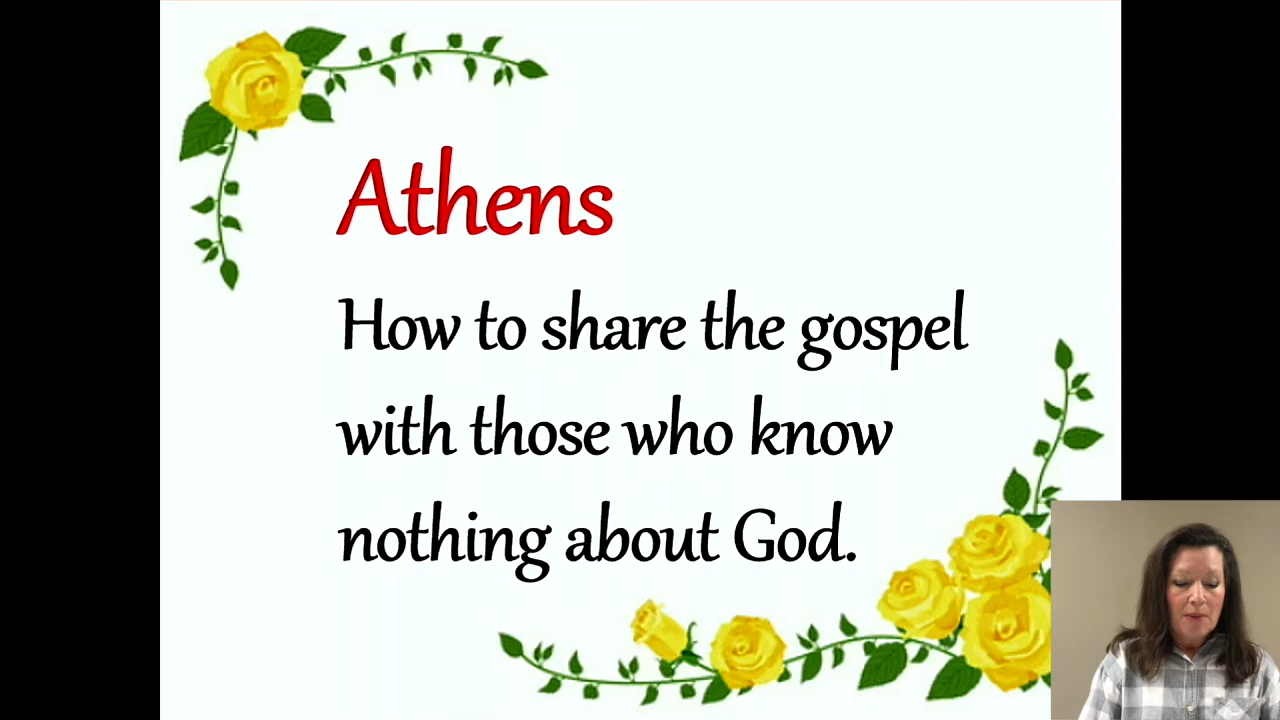 Athens
How to share the gospel
with those who know
nothing about God.